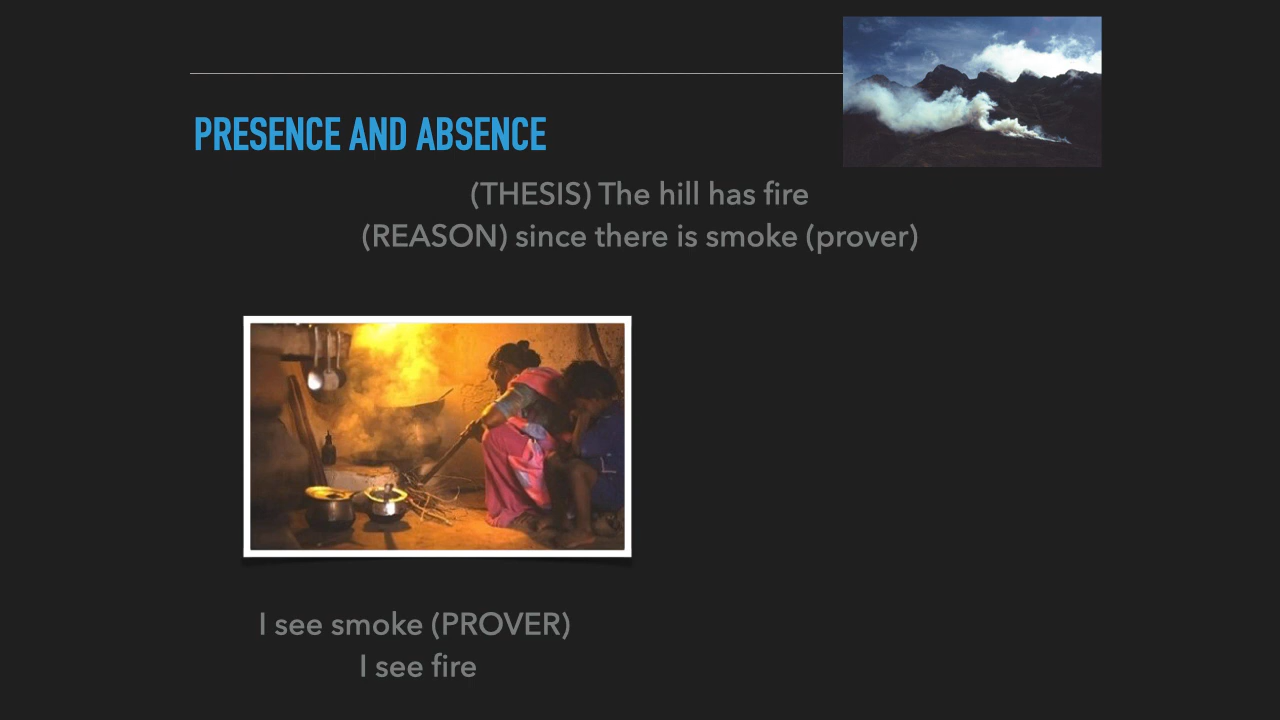 PRESENCE AND ABSENCE
(THESIS) The hill has fire
(REASON) since there is smoke (prover)
I see smoke (PROVER)
I see fire